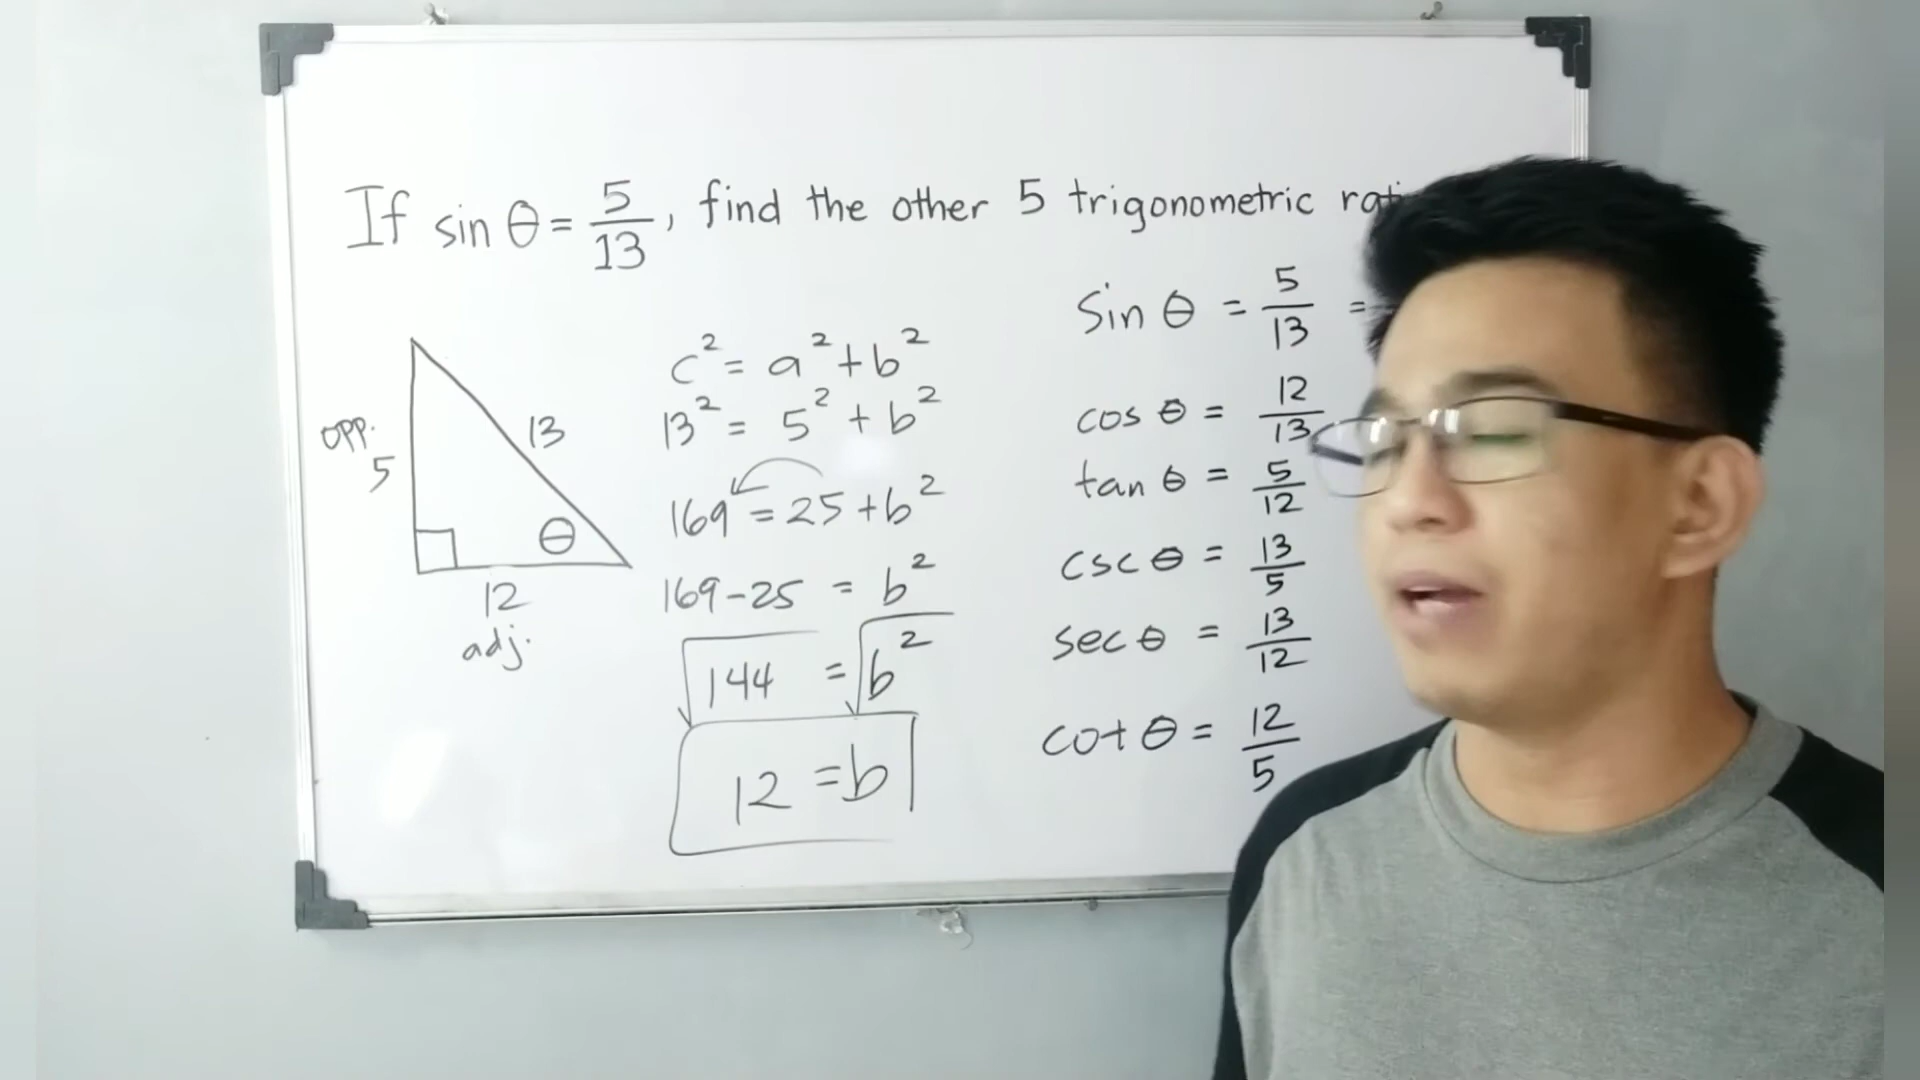 If sin θ = 5/13, find the other 5 trigonometric
opp.
5
13
θ
12
adj.
c² = a² + b²
13² = 5² + b²
169 = 25 + b²
169 - 25 = b²
√144 = √b²
12 = b
Sin θ = 5/13 =
cos θ = 12/13
tan θ = 5/12
csc θ = 13/5
sec θ = 13/12
cot θ = 12/5